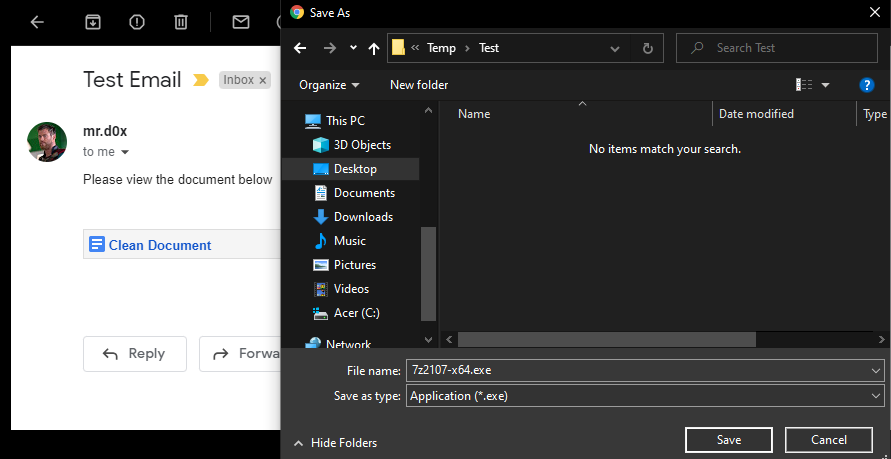 Test Email
Inbox ×
mr.d0x
to me
Please view the document below
Clean Document
Reply
Forwa
Save As
« Temp › Test
Search Test
Organize
New folder
?
This PC
3D Objects
Desktop
Documents
Downloads
Music
Pictures
Videos
Acer (C:)
Network
Name
Date modified
Type
No items match your search.
File name: 7z2107-x64.exe
Save as type: Application (*.exe)
Hide Folders
Save
Cancel